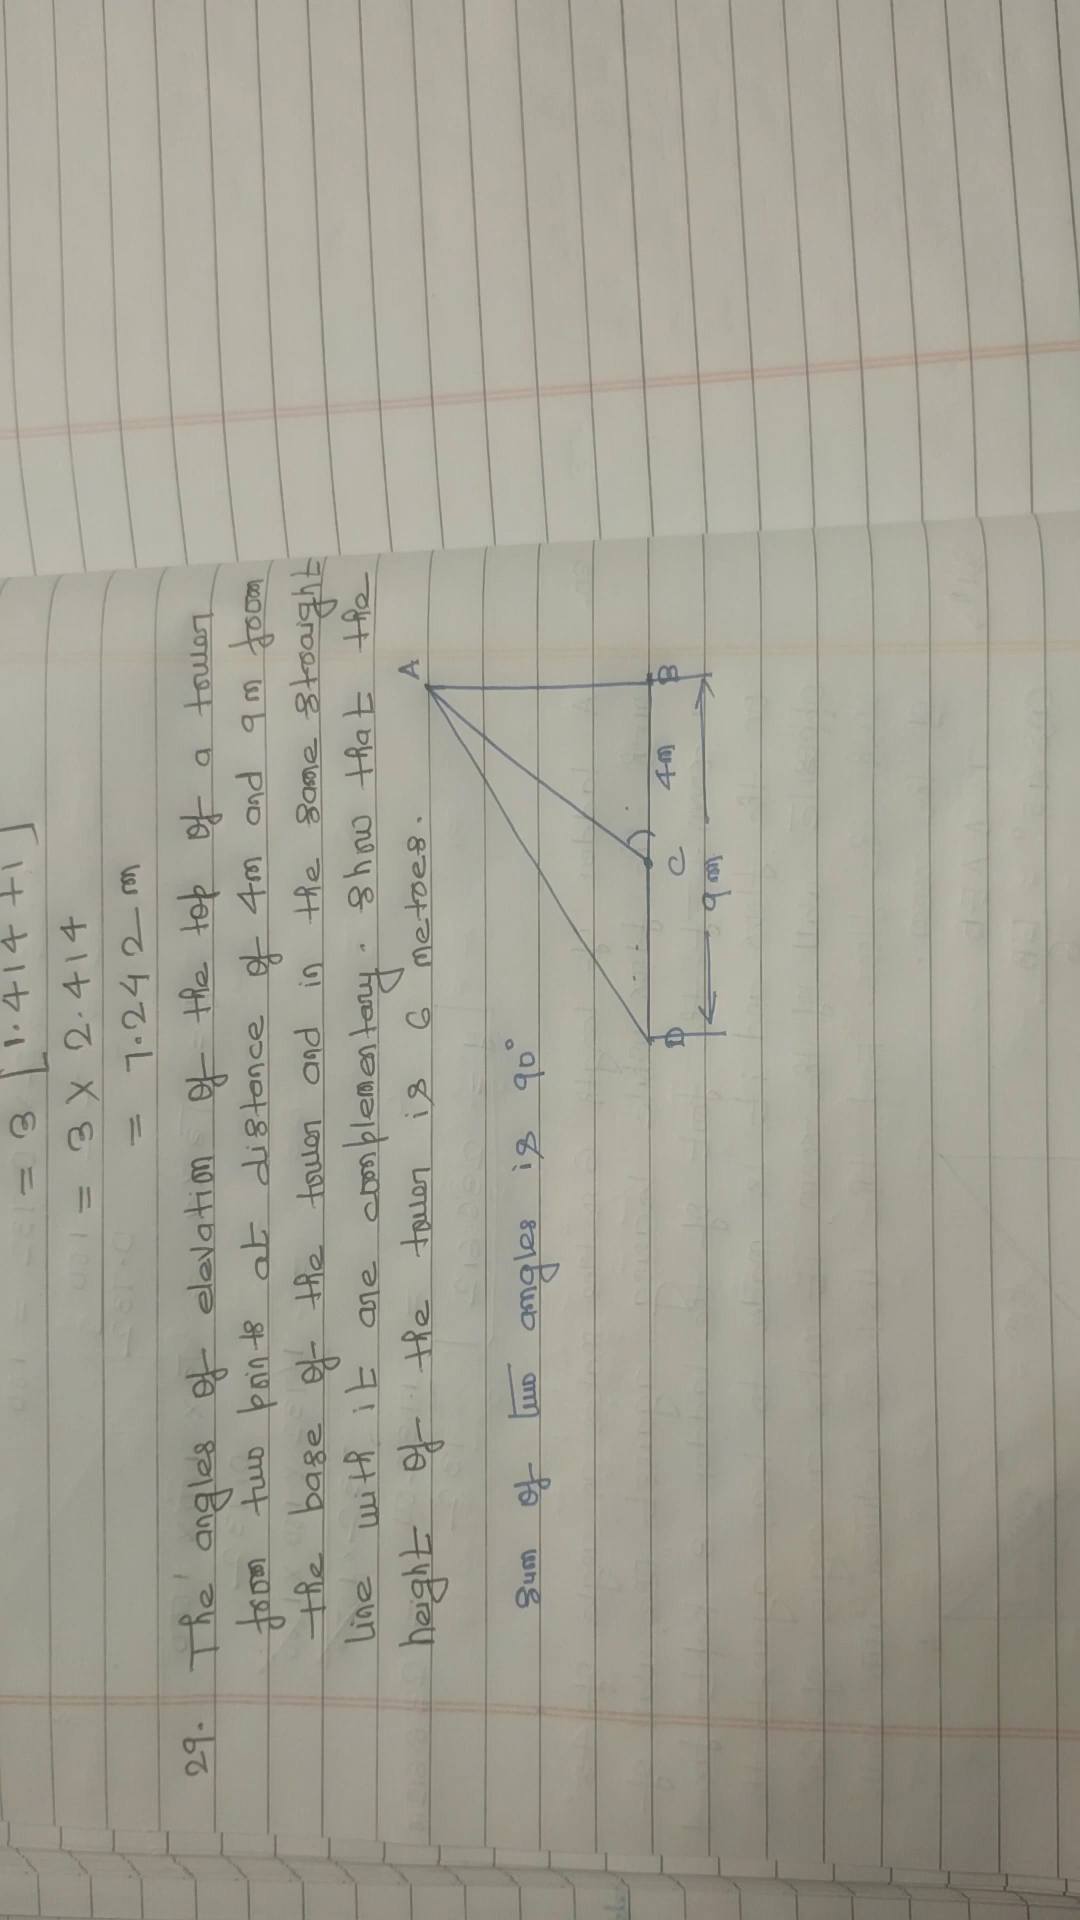 = 3 [1.414 +1]
= 3 X 2.414
= 7.242 m
29. The angles of elevation of the top of a tower
from two points at distance of 4m and 9m from
the base of the tower and in the same straight
line with it are complementary. show that the
height of the tower is 6 metres.
sum of two angles is 90°
A
D
C
4m
B
9m